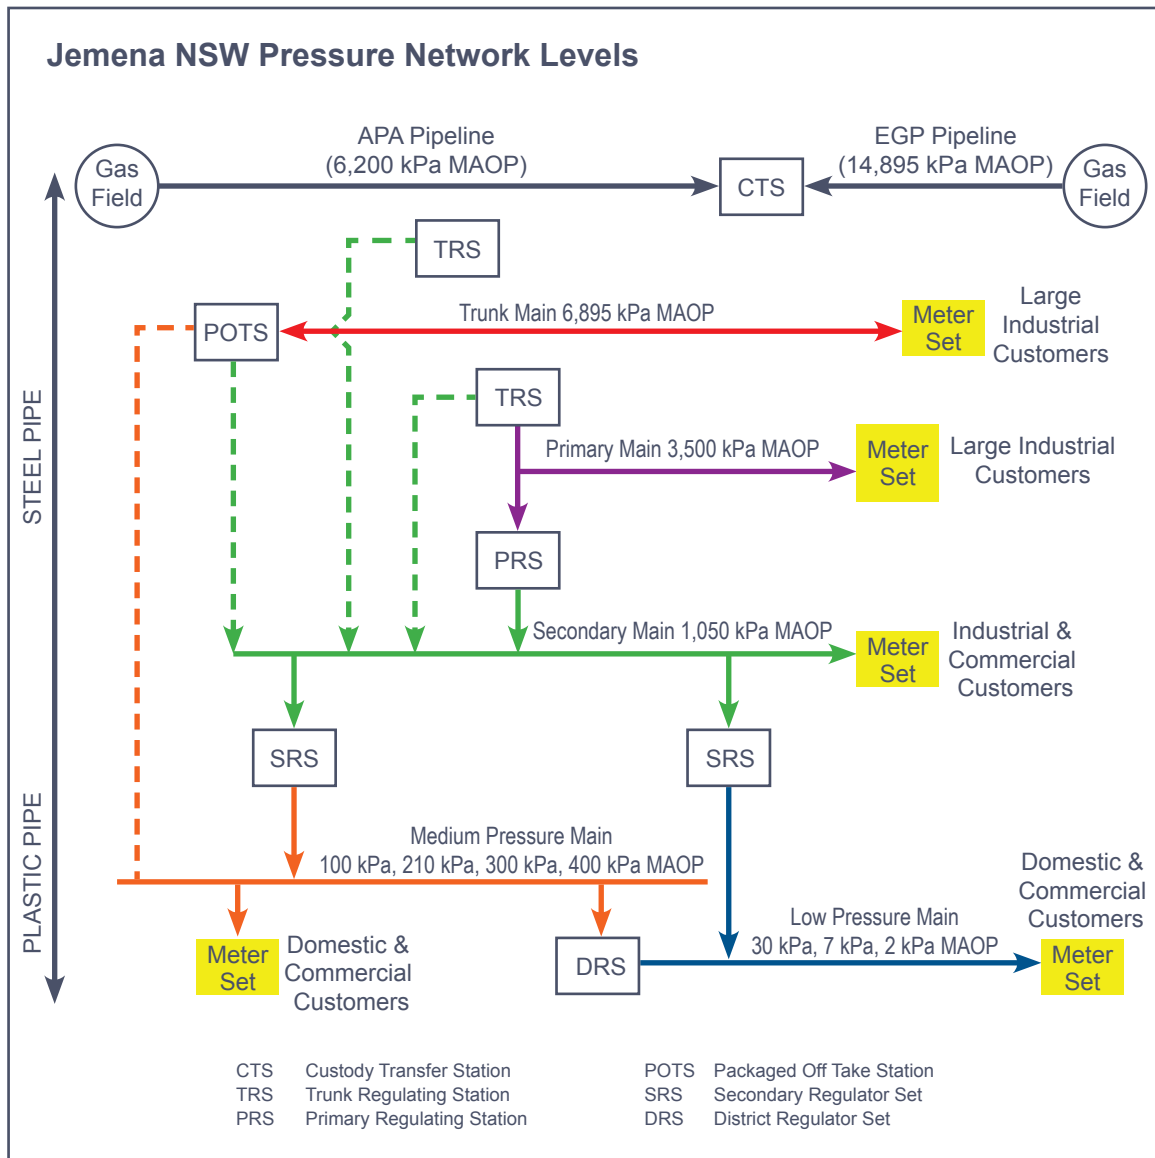 Jemena NSW Pressure Network Levels
APA Pipeline
(6,200 kPa MAOP)
EGP Pipeline
(14,895 kPa MAOP)
Gas
Field
CTS
Gas
Field
TRS
POTS
Trunk Main 6,895 kPa MAOP
Meter
Set
Large
Industrial
Customers
TRS
Primary Main 3,500 kPa MAOP
Meter
Set
Large Industrial
Customers
STEEL PIPE
PRS
Secondary Main 1,050 kPa MAOP
Meter
Set
Industrial &
Commercial
Customers
SRS
SRS
PLASTIC PIPE
Medium Pressure Main
100 kPa, 210 kPa, 300 kPa, 400 kPa MAOP
Meter
Set
Domestic &
Commercial
Customers
DRS
Low Pressure Main
30 kPa, 7 kPa, 2 kPa MAOP
Domestic &
Commercial
Customers
Meter
Set
CTS Custody Transfer Station
TRS Trunk Regulating Station
PRS Primary Regulating Station
POTS Packaged Off Take Station
SRS Secondary Regulator Set
DRS District Regulator Set